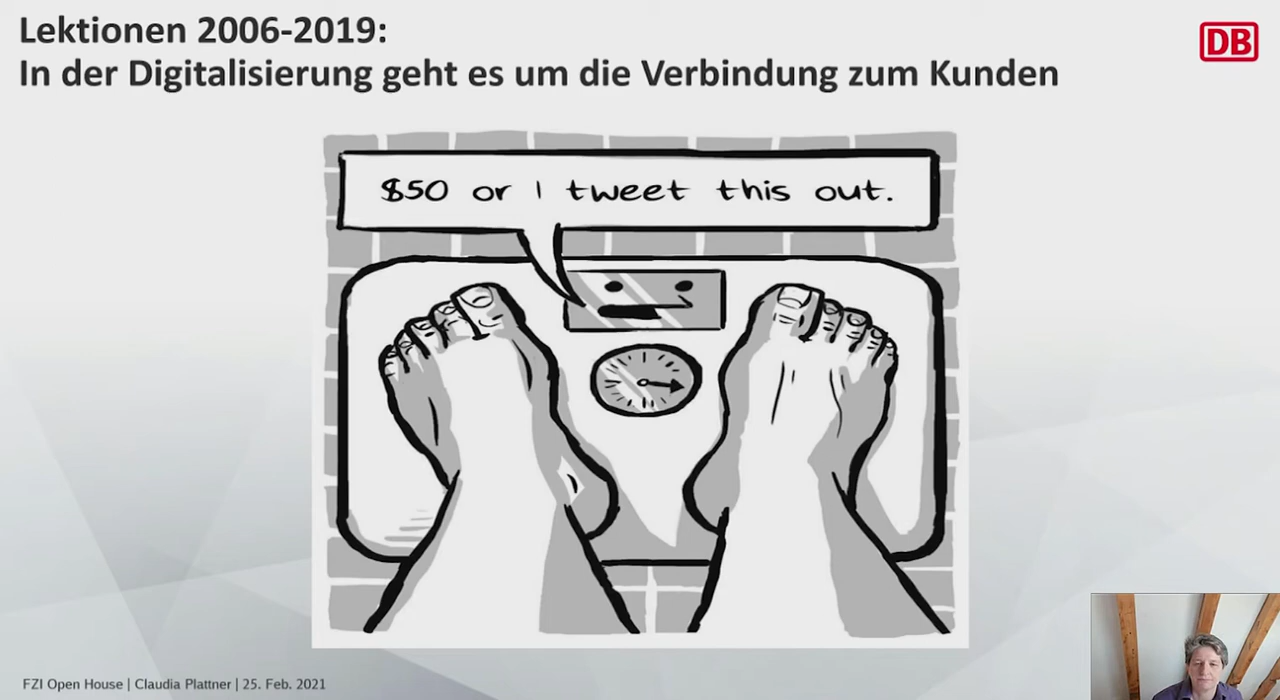 Lektionen 2006-2019:
In der Digitalisierung geht es um die Verbindung zum Kunden
DB
$50 or I tweet this out.
FZI Open House | Claudia Plattner | 25. Feb. 2021